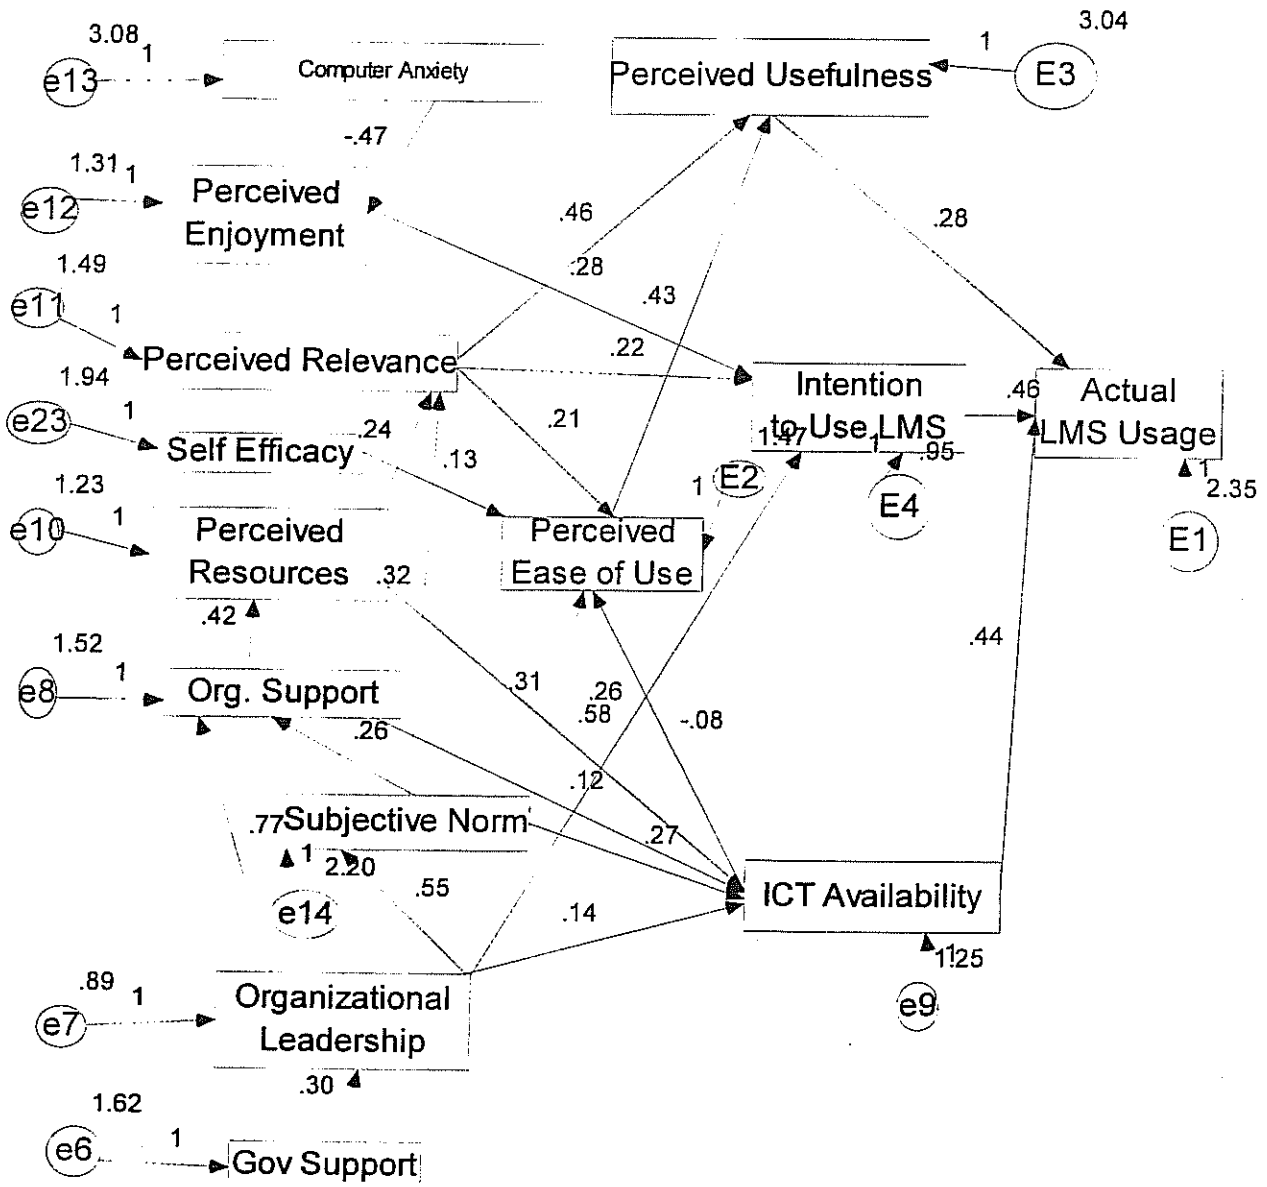 3.08
1
e13
Computer Anxiety
Perceived Usefulness
1
3.04
E3
-.47
1.31
1
e12
Perceived
Enjoyment
.46
.28
.28
1.49
e11
1
.43
Perceived Relevance
.22
1.94
e23
1
Self Efficacy
.24
.13
.21
Intention
to Use LMS
1.47
1
.95
.46
Actual
LMS Usage
1
2.35
E2
1
E4
E1
1.23
e10
1
Perceived
Resources
.32
Perceived
Ease of Use
.42
1.52
e8
1
Org. Support
.26
.31
.26
.58
-.08
.44
.12
.77
Subjective Norm
.27
1
2.20
.55
e14
.14
ICT Availability
1
1.25
e9
.89
e7
1
Organizational
Leadership
.30
1.62
e6
1
Gov Support